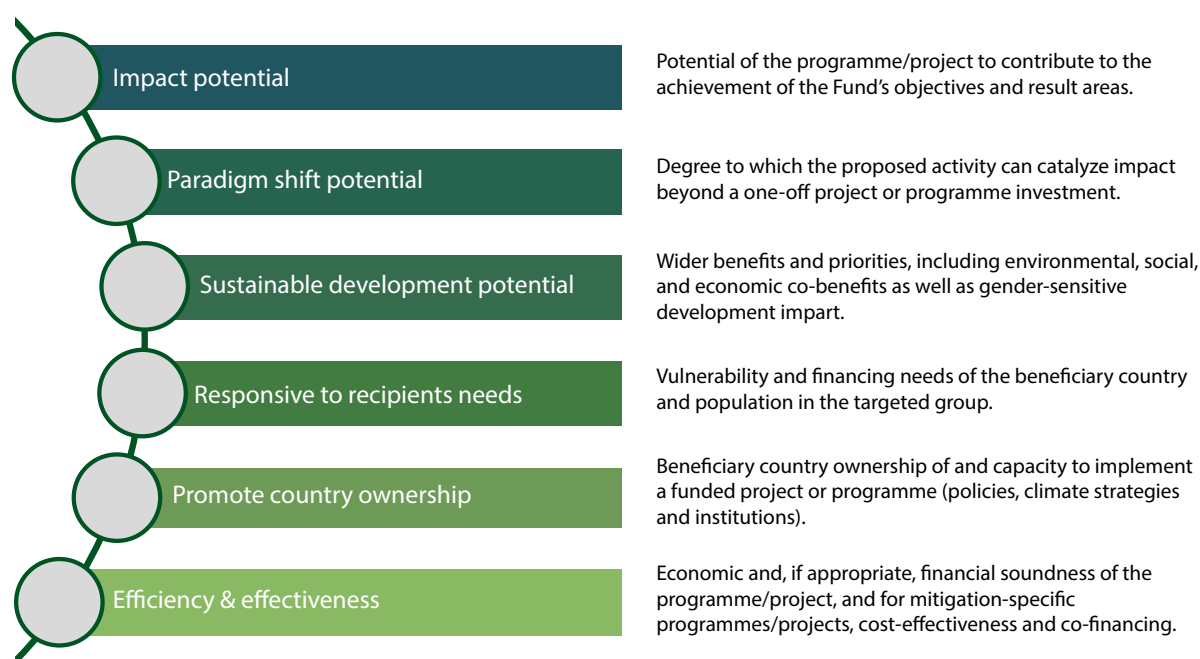 Impact potential
Potential of the programme/project to contribute to the
achievement of the Fund’s objectives and result areas.
Paradigm shift potential
Degree to which the proposed activity can catalyze impact
beyond a one-off project or programme investment.
Sustainable development potential
Wider benefits and priorities, including environmental, social,
and economic co-benefits as well as gender-sensitive
development impart.
Responsive to recipients needs
Vulnerability and financing needs of the beneficiary country
and population in the targeted group.
Promote country ownership
Beneficiary country ownership of and capacity to implement
a funded project or programme (policies, climate strategies
and institutions).
Efficiency & effectiveness
Economic and, if appropriate, financial soundness of the
programme/project, and for mitigation-specific
programmes/projects, cost-effectiveness and co-financing.